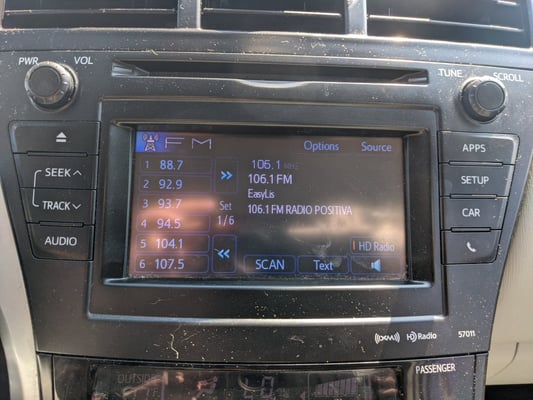 PWR VOL
TUNE SCROLL
FM
Options Source
1 88.7
2 92.9
3 93.7
4 94.5
5 104.1
6 107.5
Set
1/6
106.1 MHz
106.1 FM
EasyLis
106.1 FM RADIO POSITIVA
HD Radio
SCAN Text
SEEK
TRACK
AUDIO
APPS
SETUP
CAR
((XM)) HD Radio 57011
OUTSIDE
PASSENGER